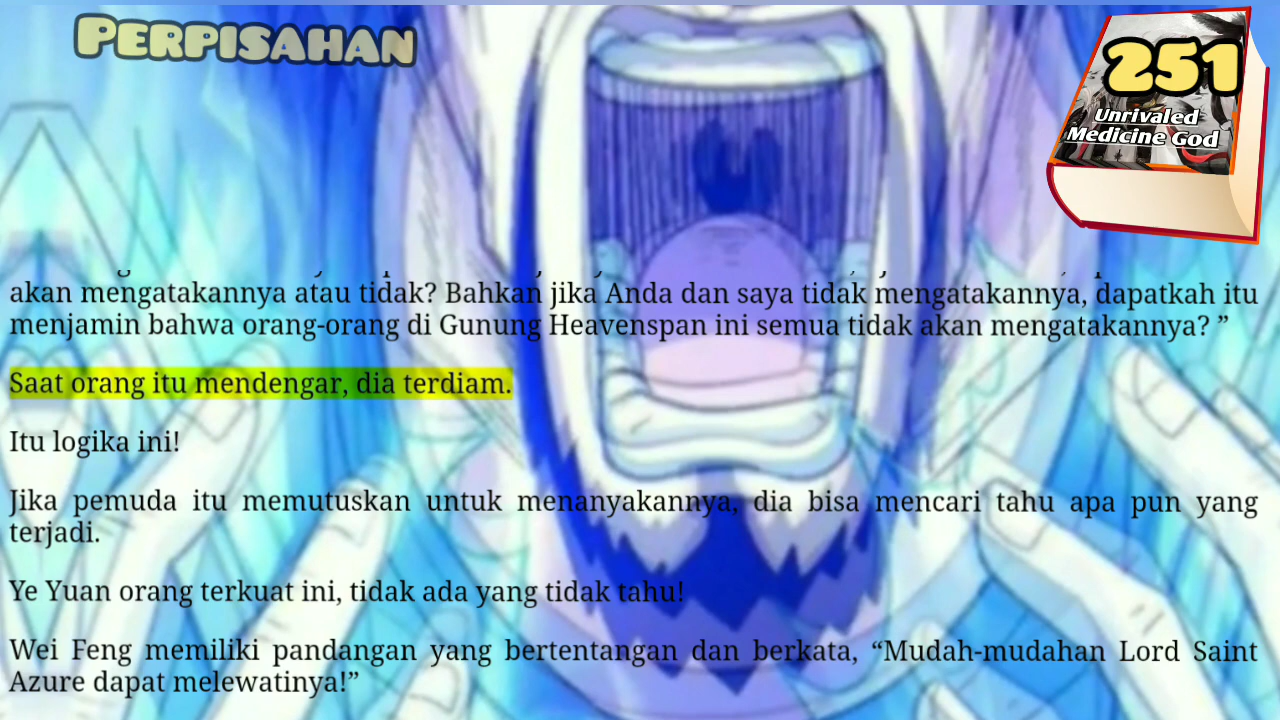 PERPISAHAN
251
Unrivaled
Medicine God
akan mengatakannya atau tidak? Bahkan jika Anda dan saya tidak mengatakannya, dapatkah itu
menjamin bahwa orang-orang di Gunung Heavenspan ini semua tidak akan mengatakannya? ”
Saat orang itu mendengar, dia terdiam.
Itu logika ini!
Jika pemuda itu memutuskan untuk menanyakannya, dia bisa mencari tahu apa pun yang
terjadi.
Ye Yuan orang terkuat ini, tidak ada yang tidak tahu!
Wei Feng memiliki pandangan yang bertentangan dan berkata, “Mudah-mudahan Lord Saint
Azure dapat melewatinya!”